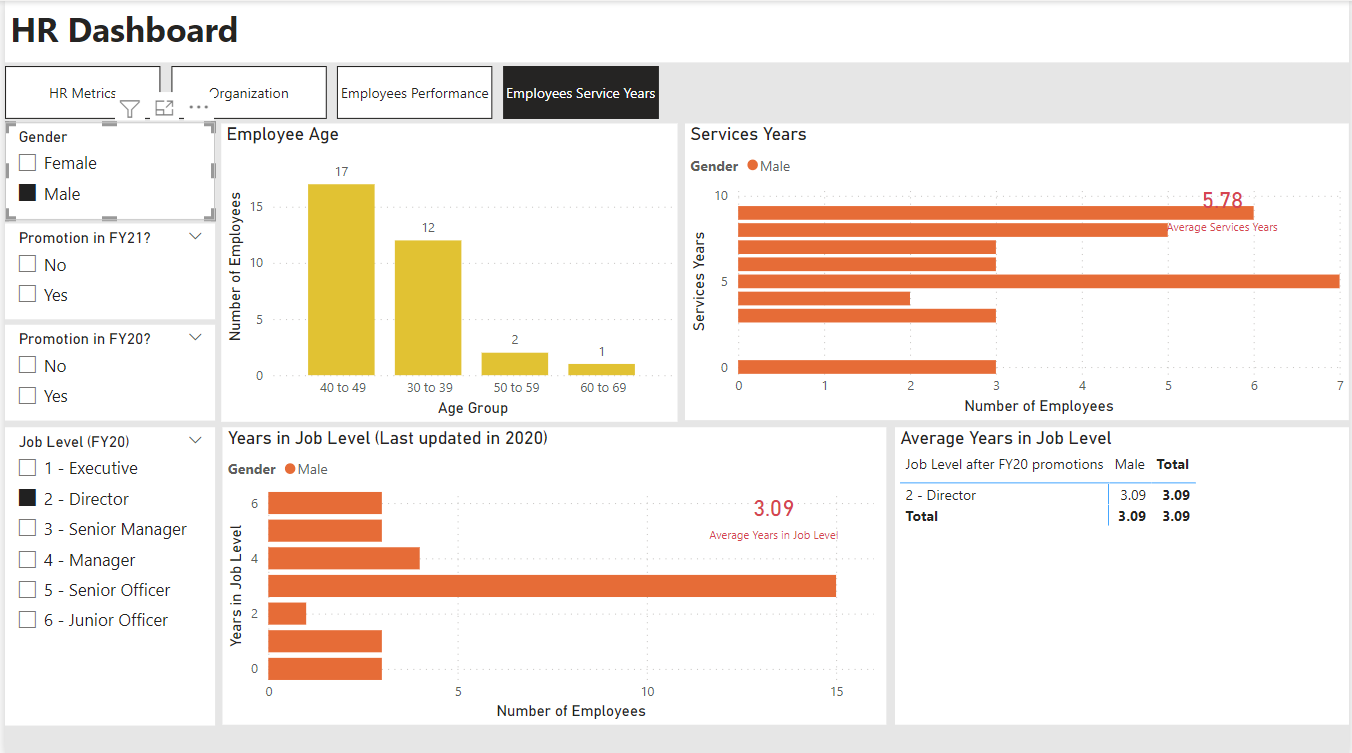 HR Dashboard
HR Metrics
Organization
Employees Performance
Employees Service Years
Gender
Female
Male
Promotion in FY21?
No
Yes
Promotion in FY20?
No
Yes
Job Level (FY20)
1 - Executive
2 - Director
3 - Senior Manager
4 - Manager
5 - Senior Officer
6 - Junior Officer
Employee Age
Number of Employees
15
10
5
0
17
12
2
1
40 to 49
30 to 39
50 to 59
60 to 69
Age Group
Services Years
Gender Male
Services Years
10
5
0
5.78
Average Services Years
0 1 2 3 4 5 6 7
Number of Employees
Years in Job Level (Last updated in 2020)
Gender Male
Years in Job Level
6
4
2
0
3.09
Average Years in Job Level
0 5 10 15
Number of Employees
Average Years in Job Level
Job Level after FY20 promotions Male Total
2 - Director 3.09 3.09
Total 3.09 3.09